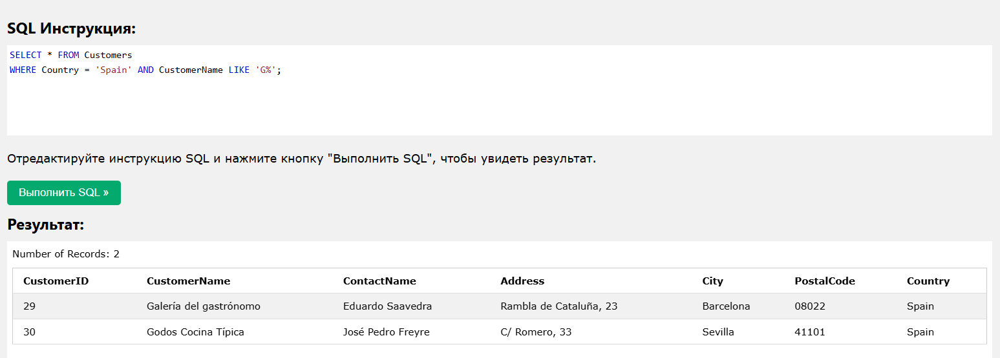 SQL Инструкция:
SELECT * FROM Customers
WHERE Country = 'Spain' AND CustomerName LIKE 'G%';
Отредактируйте инструкцию SQL и нажмите кнопку "Выполнить SQL", чтобы увидеть результат.
Выполнить SQL »
Результат:
Number of Records: 2
CustomerID CustomerName ContactName Address City PostalCode Country
29 Galería del gastrónomo Eduardo Saavedra Rambla de Cataluña, 23 Barcelona 08022 Spain
30 Godos Cocina Típica José Pedro Freyre C/ Romero, 33 Sevilla 41101 Spain